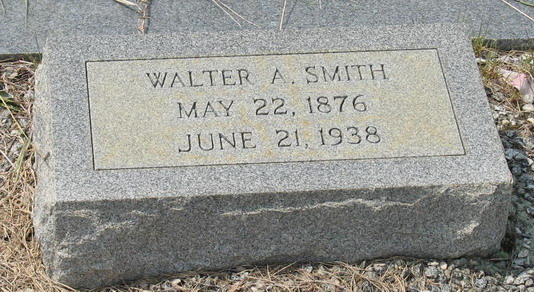 WALTER A. SMITH
MAY 22, 1876
JUNE 21, 1938